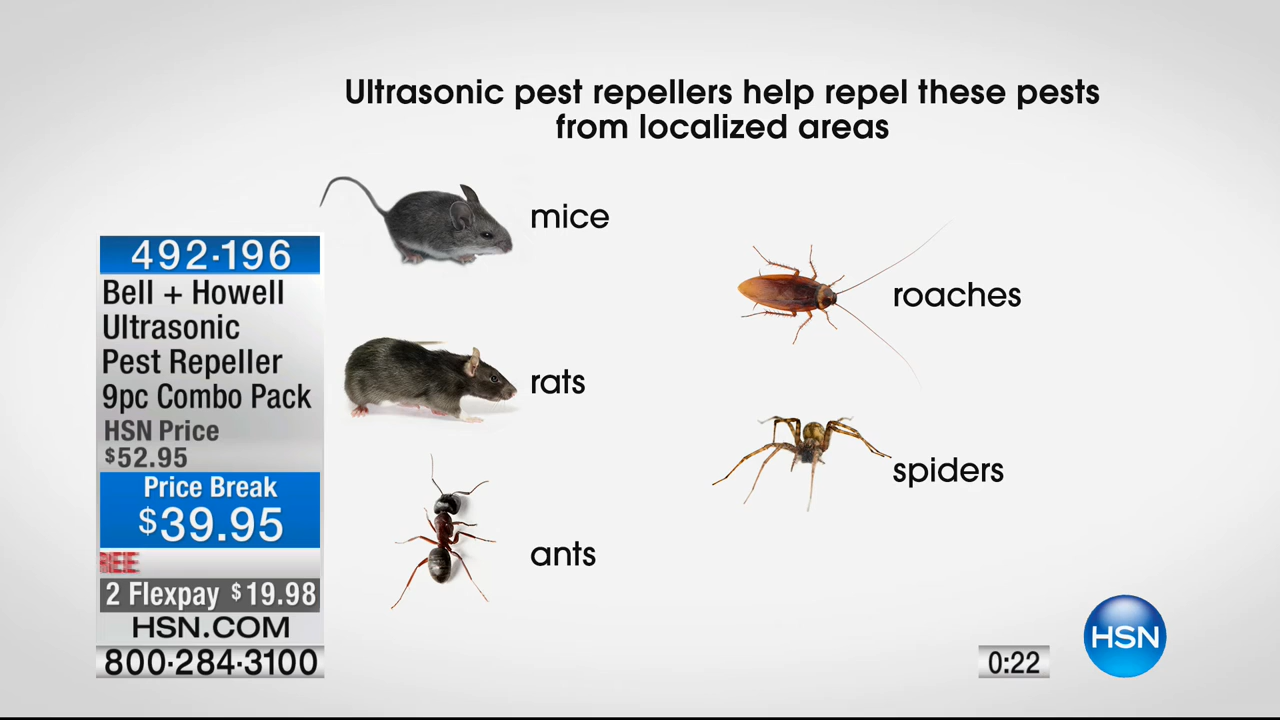 Ultrasonic pest repellers help repel these pests
from localized areas
mice
rats
ants
roaches
spiders
492·196
Bell + Howell
Ultrasonic
Pest Repeller
9pc Combo Pack
HSN Price
$52.95
Price Break
$39.95
2 Flexpay $19.98
HSN.COM
800·284·3100
0:22
HSN